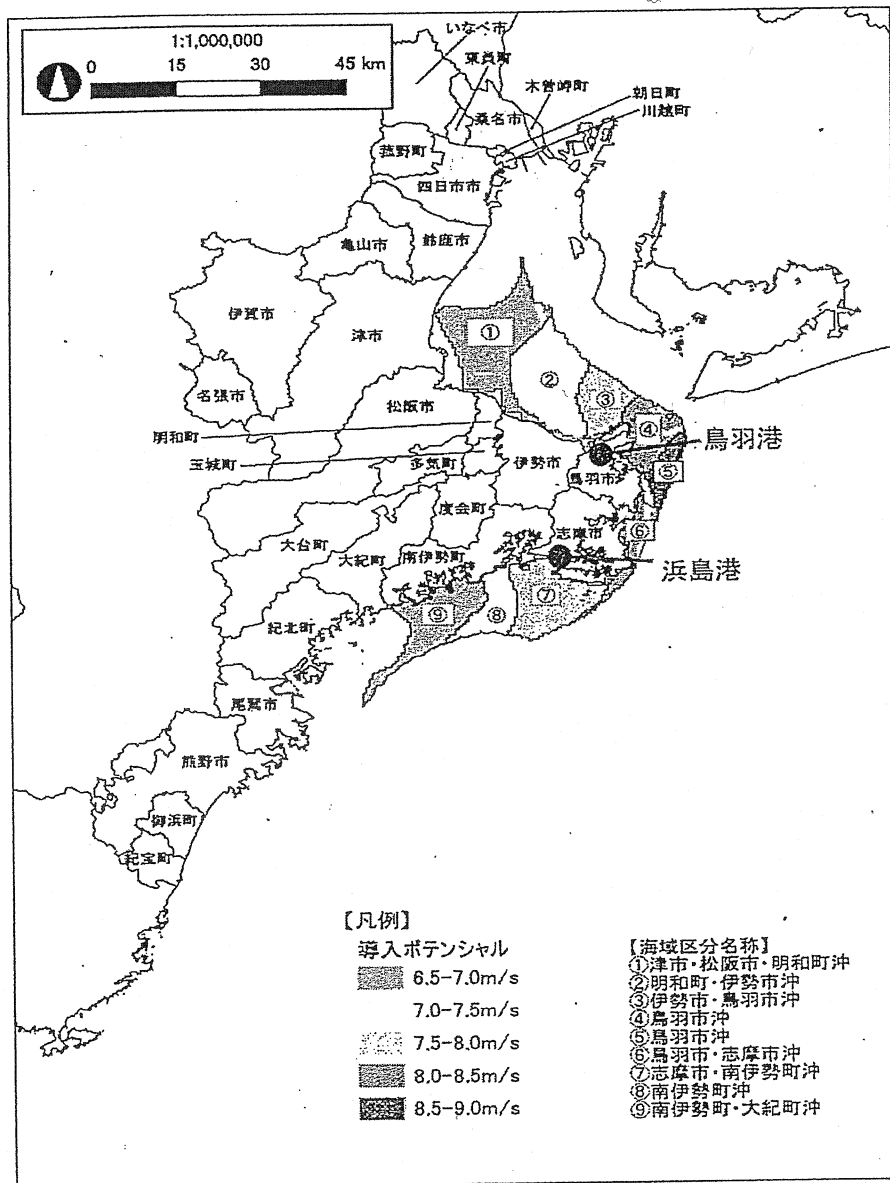 1:1,000,000
0 15 30 45 km
いなべ市
東員町
木曽岬町
朝日町
川越町
桑名市
菰野町
四日市市
亀山市
鈴鹿市
伊賀市
津市
①
②
③
④
⑤
⑥
⑦
⑧
⑨
名張市
松阪市
明和町
玉城町
多気町
伊勢市
鳥羽港
鳥羽市
度会町
志摩市
大台町
大紀町
南伊勢町
浜島港
紀北町
尾鷲市
熊野市
御浜町
紀宝町
【凡例】
導入ポテンシャル
6.5-7.0m/s
7.0-7.5m/s
7.5-8.0m/s
8.0-8.5m/s
8.5-9.0m/s
【海域区分名称】
①津市・松阪市・明和町沖
②明和町・伊勢市沖
③伊勢市・鳥羽市沖
④鳥羽市沖
⑤鳥羽市沖
⑥鳥羽市・志摩市沖
⑦志摩市・南伊勢町沖
⑧南伊勢町沖
⑨南伊勢町・大紀町沖